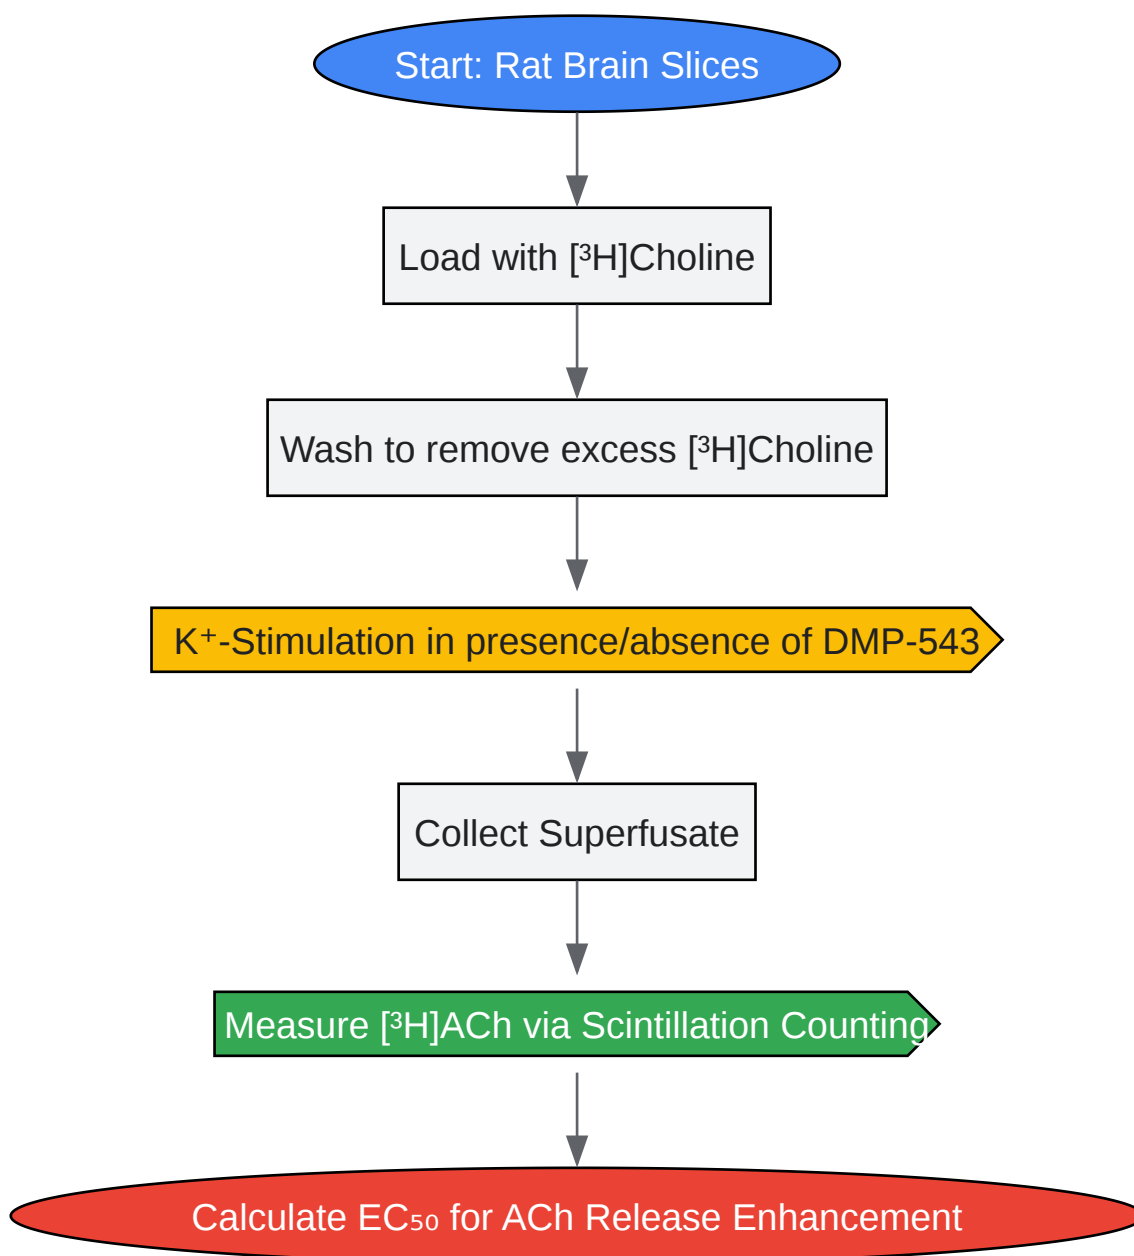 Start: Rat Brain Slices
Load with [³H]Choline
Wash to remove excess [³H]Choline
K⁺-Stimulation in presence/absence of DMP-543
Collect Superfusate
Measure [³H]ACh via Scintillation Counting
Calculate EC₅₀ for ACh Release Enhancement